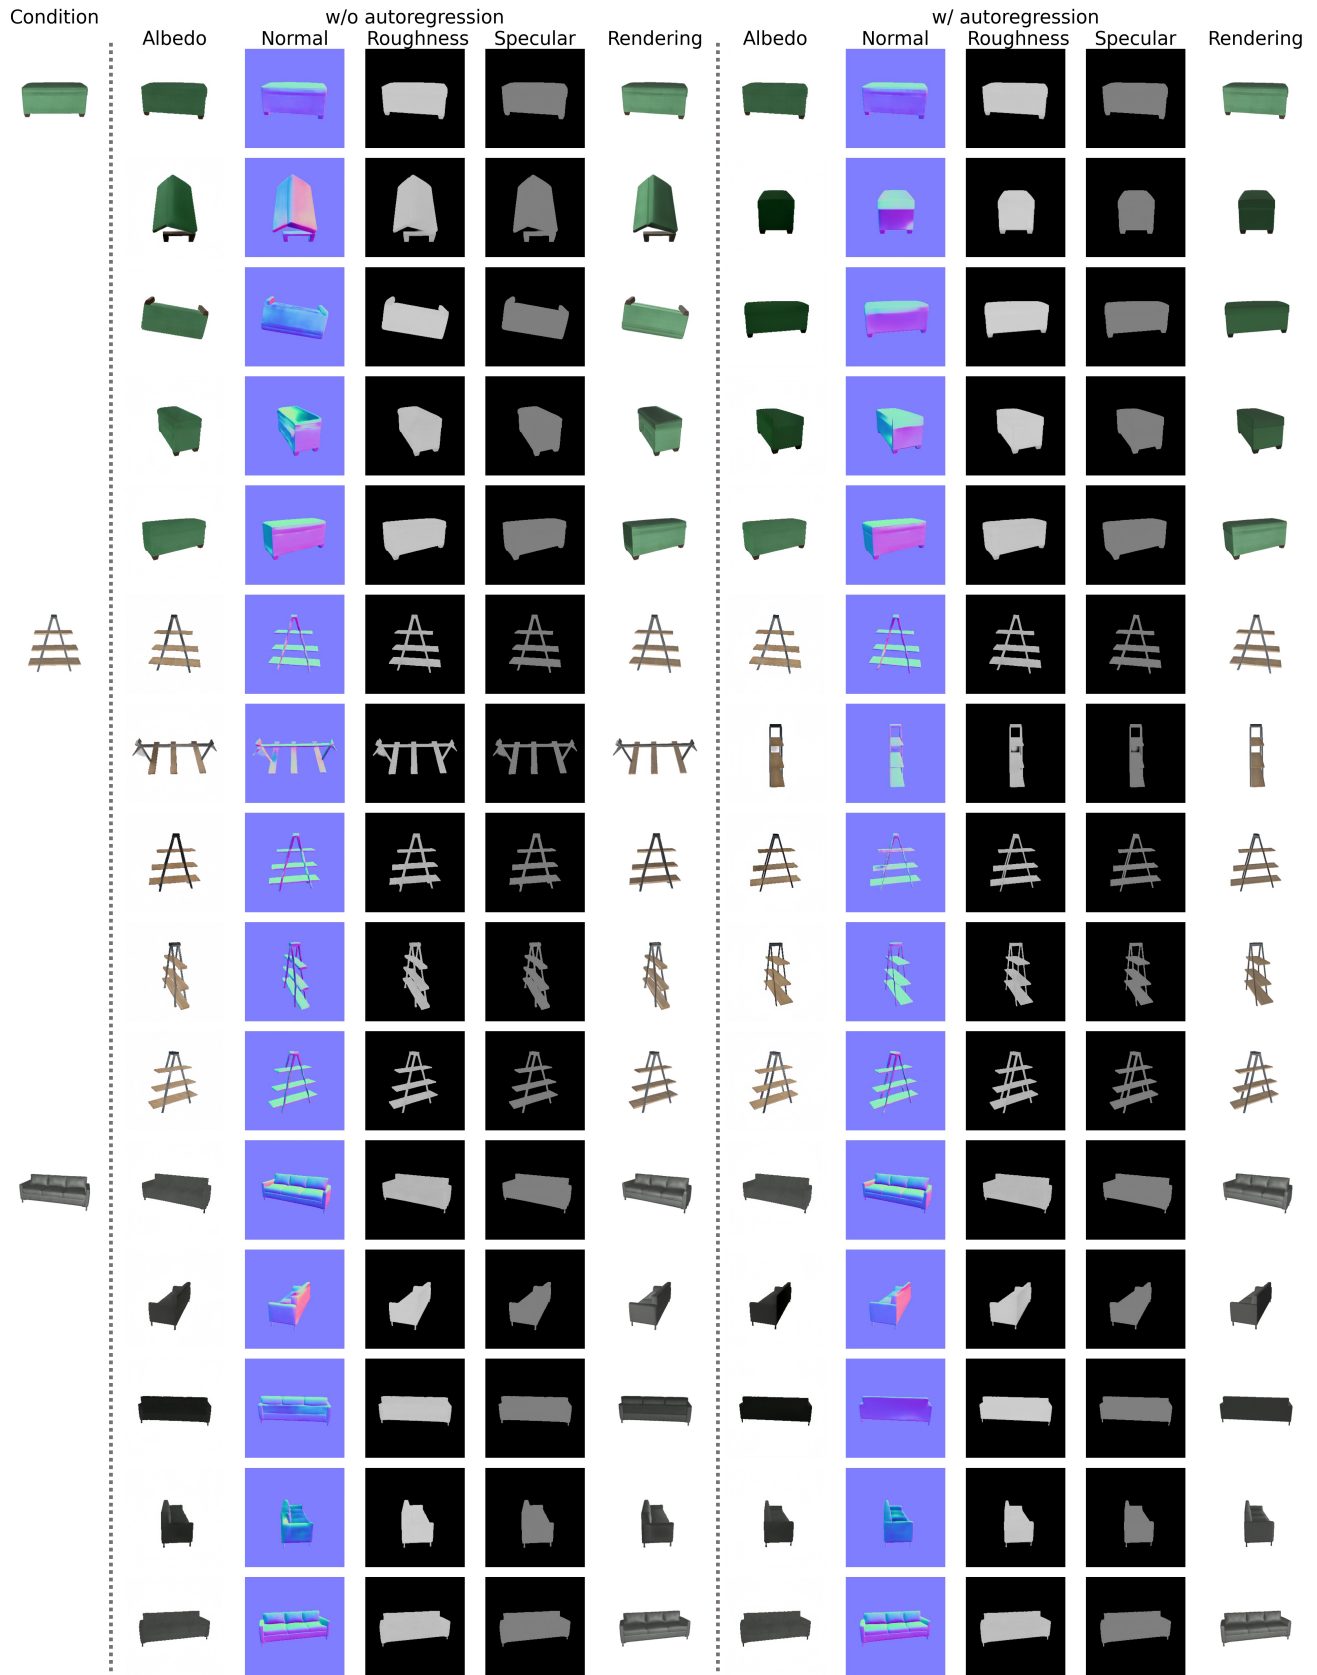 Condition
w/o autoregression
w/ autoregression
Albedo Normal Roughness Specular Rendering Albedo Normal Roughness Specular Rendering